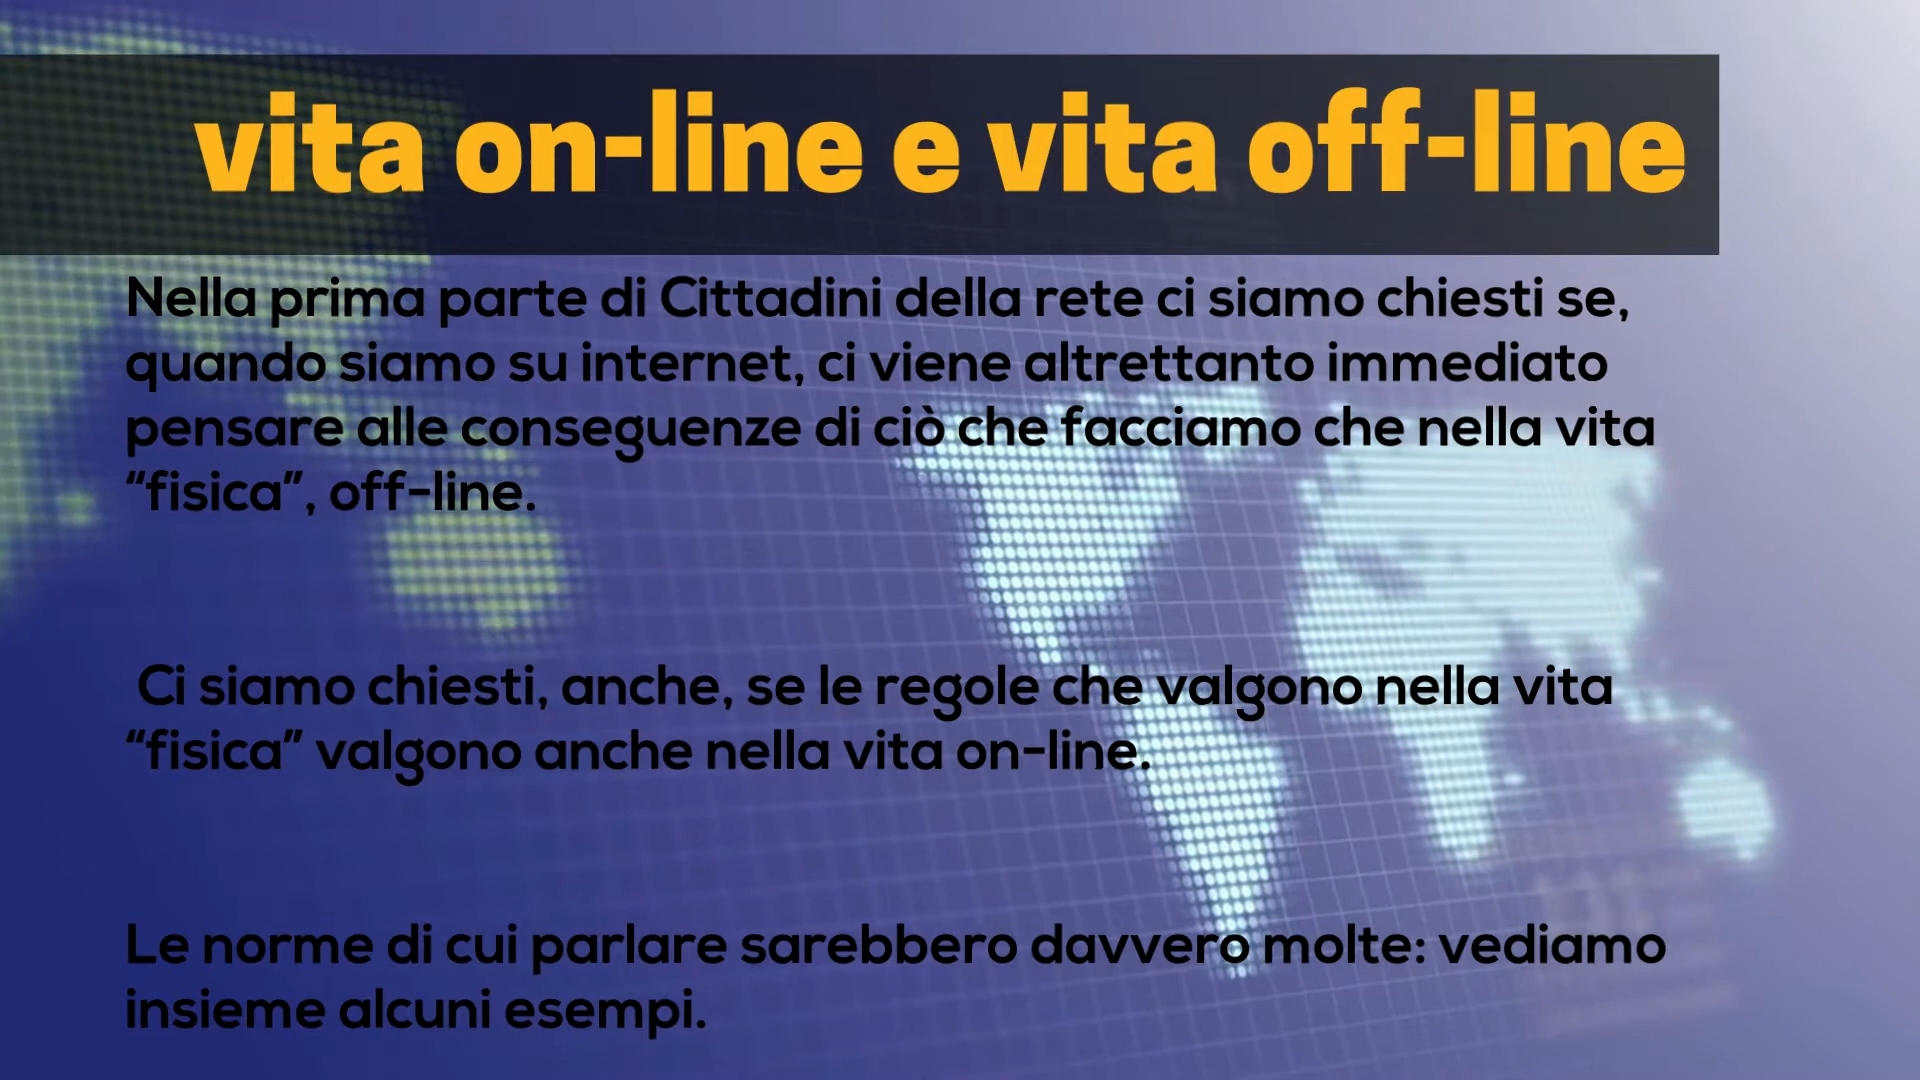 vita on-line e vita off-line
Nella prima parte di Cittadini della rete ci siamo chiesti se,
quando siamo su internet, ci viene altrettanto immediato
pensare alle conseguenze di ciò che facciamo che nella vita
“fisica”, off-line.
Ci siamo chiesti, anche, se le regole che valgono nella vita
“fisica” valgono anche nella vita on-line.
Le norme di cui parlare sarebbero davvero molte: vediamo
insieme alcuni esempi.